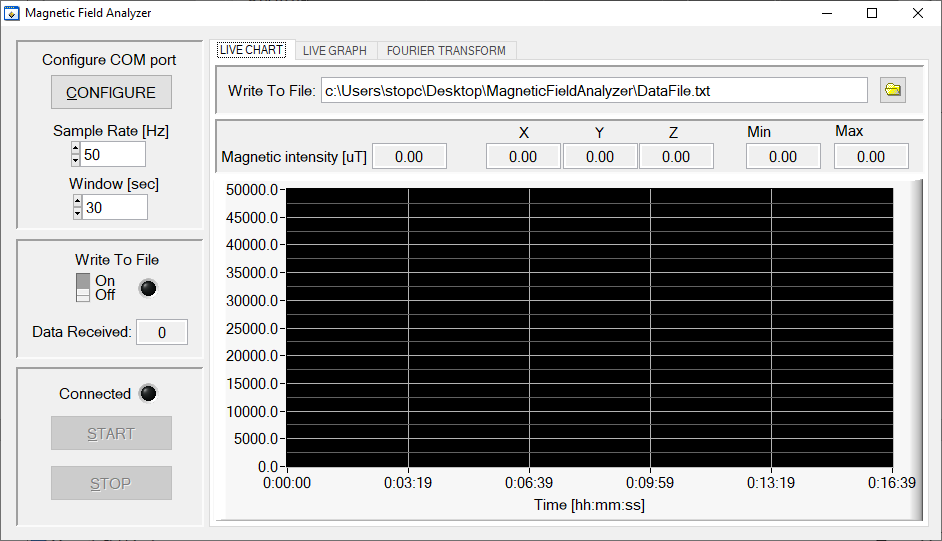 Magnetic Field Analyzer
Configure COM port
CONFIGURE
Sample Rate [Hz]
50
Window [sec]
30
Write To File
On
Off
Data Received: 0
Connected
START
STOP
LIVE CHART LIVE GRAPH FOURIER TRANSFORM
Write To File: c:\Users\stopc\Desktop\MagneticFieldAnalyzer\DataFile.txt
X Y Z Min Max
Magnetic intensity [uT] 0.00 0.00 0.00 0.00 0.00 0.00
50000.0
45000.0
40000.0
35000.0
30000.0
25000.0
20000.0
15000.0
10000.0
5000.0
0.0
0:00:00 0:03:19 0:06:39 0:09:59 0:13:19 0:16:39
Time [hh:mm:ss]